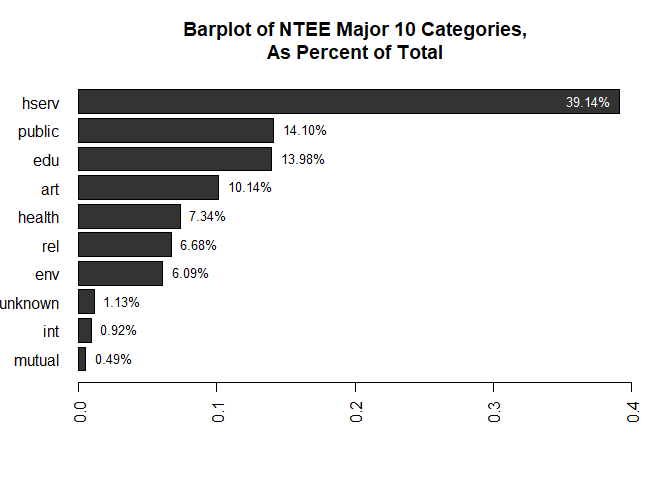 Barplot of NTEE Major 10 Categories,
As Percent of Total
hserv 39.14%
public 14.10%
edu 13.98%
art 10.14%
health 7.34%
rel 6.68%
env 6.09%
unknown 1.13%
int 0.92%
mutual 0.49%
0.0 0.1 0.2 0.3 0.4